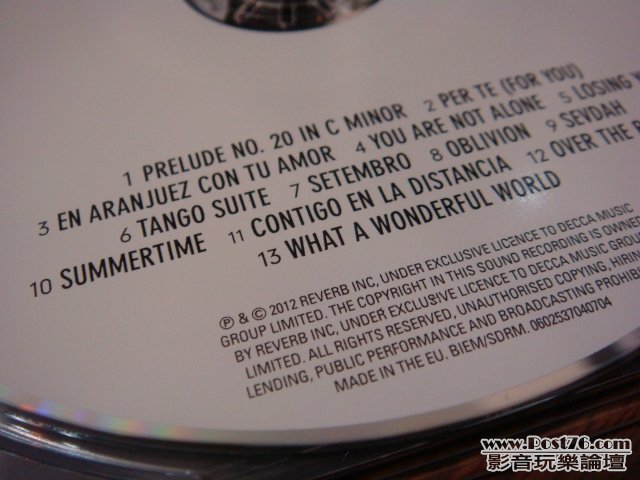 1 PRELUDE NO. 20 IN C MINOR 2 PER TE (FOR YOU)
3 EN ARANJUEZ CON TU AMOR 4 YOU ARE NOT ALONE 5 LOSING
6 TANGO SUITE 7 SETEMBRO 8 OBLIVION 9 SEVDAH
10 SUMMERTIME 11 CONTIGO EN LA DISTANCIA 12 OVER THE
13 WHAT A WONDERFUL WORLD
℗ & © 2012 REVERB INC, UNDER EXCLUSIVE LICENCE TO DECCA MUSIC
GROUP LIMITED. THE COPYRIGHT IN THIS SOUND RECORDING IS OWNED
BY REVERB INC, UNDER EXCLUSIVE LICENCE TO DECCA MUSIC GROUP
LIMITED. ALL RIGHTS RESERVED, UNAUTHORISED COPYING, HIRING
LENDING, PUBLIC PERFORMANCE AND BROADCASTING PROHIB
MADE IN THE EU. BIEM/SDRM. 0602537040704
www.Post76.com
影音玩樂論壇